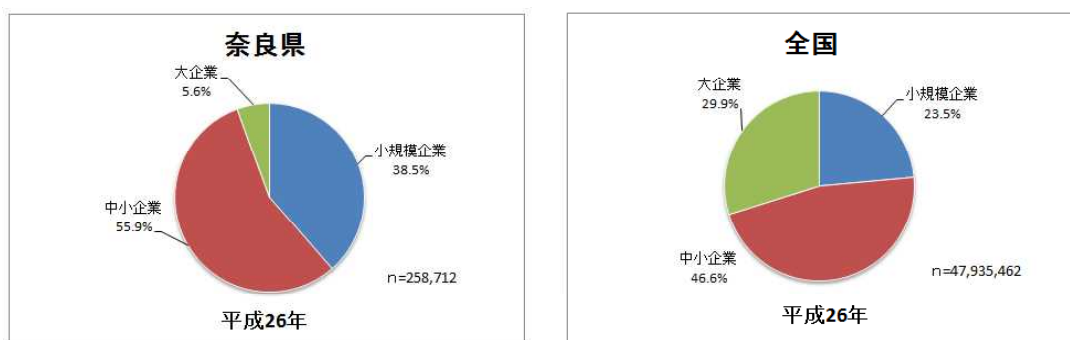 奈良県
大企業
5.6%
小規模企業
38.5%
中小企業
55.9%
n=258,712
平成26年
全国
大企業
29.9%
小規模企業
23.5%
中小企業
46.6%
n=47,935,462
平成26年